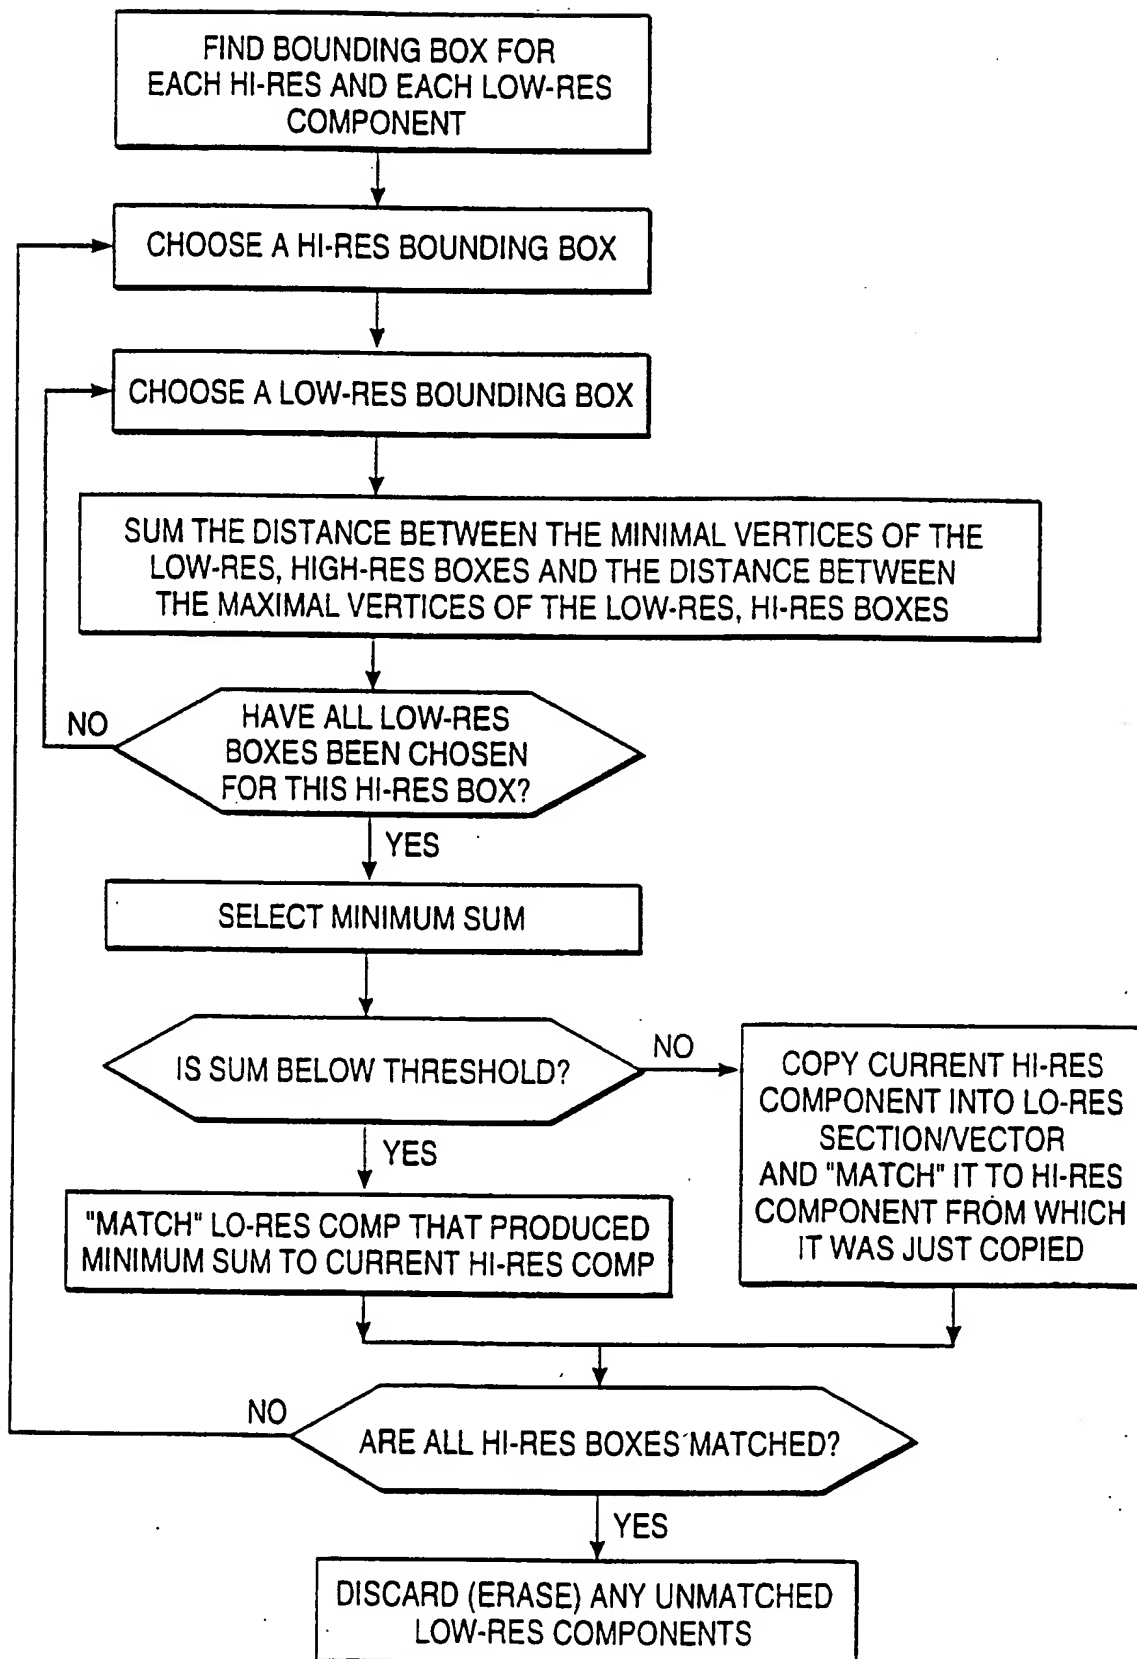 FIND BOUNDING BOX FOR
EACH HI-RES AND EACH LOW-RES
COMPONENT
CHOOSE A HI-RES BOUNDING BOX
CHOOSE A LOW-RES BOUNDING BOX
SUM THE DISTANCE BETWEEN THE MINIMAL VERTICES OF THE
LOW-RES, HIGH-RES BOXES AND THE DISTANCE BETWEEN
THE MAXIMAL VERTICES OF THE LOW-RES, HI-RES BOXES
NO
HAVE ALL LOW-RES
BOXES BEEN CHOSEN
FOR THIS HI-RES BOX?
YES
SELECT MINIMUM SUM
IS SUM BELOW THRESHOLD?
NO
YES
COPY CURRENT HI-RES
COMPONENT INTO LO-RES
SECTION/VECTOR
AND "MATCH" IT TO HI-RES
COMPONENT FROM WHICH
IT WAS JUST COPIED
"MATCH" LO-RES COMP THAT PRODUCED
MINIMUM SUM TO CURRENT HI-RES COMP
NO
ARE ALL HI-RES BOXES MATCHED?
YES
DISCARD (ERASE) ANY UNMATCHED
LOW-RES COMPONENTS